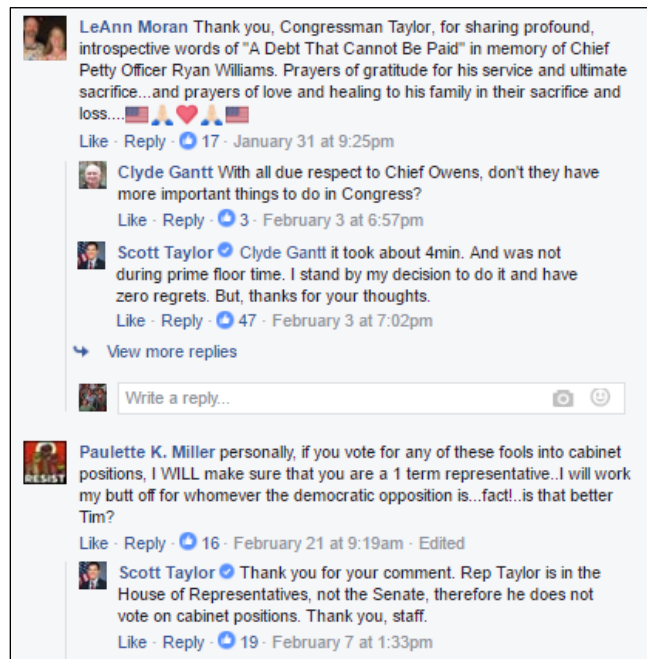 LeAnn Moran Thank you, Congressman Taylor, for sharing profound,
introspective words of "A Debt That Cannot Be Paid" in memory of Chief
Petty Officer Ryan Williams. Prayers of gratitude for his service and ultimate
sacrifice...and prayers of love and healing to his family in their sacrifice and
loss....🇺🇸🙏🏻❤️🙏🏻🇺🇸
Like · Reply · 17 · January 31 at 9:25pm
Clyde Gantt With all due respect to Chief Owens, don't they have
more important things to do in Congress?
Like · Reply · 3 · February 3 at 6:57pm
Scott Taylor Clyde Gantt it took about 4min. And was not
during prime floor time. I stand by my decision to do it and have
zero regrets. But, thanks for your thoughts.
Like · Reply · 47 · February 3 at 7:02pm
View more replies
Write a reply...
RESIST
Paulette K. Miller personally, if you vote for any of these fools into cabinet
positions, I WILL make sure that you are a 1 term representative..I will work
my butt off for whomever the democratic opposition is...fact!..is that better
Tim?
Like · Reply · 16 · February 21 at 9:19am · Edited
Scott Taylor Thank you for your comment. Rep Taylor is in the
House of Representatives, not the Senate, therefore he does not
vote on cabinet positions. Thank you, staff.
Like · Reply · 19 · February 7 at 1:33pm